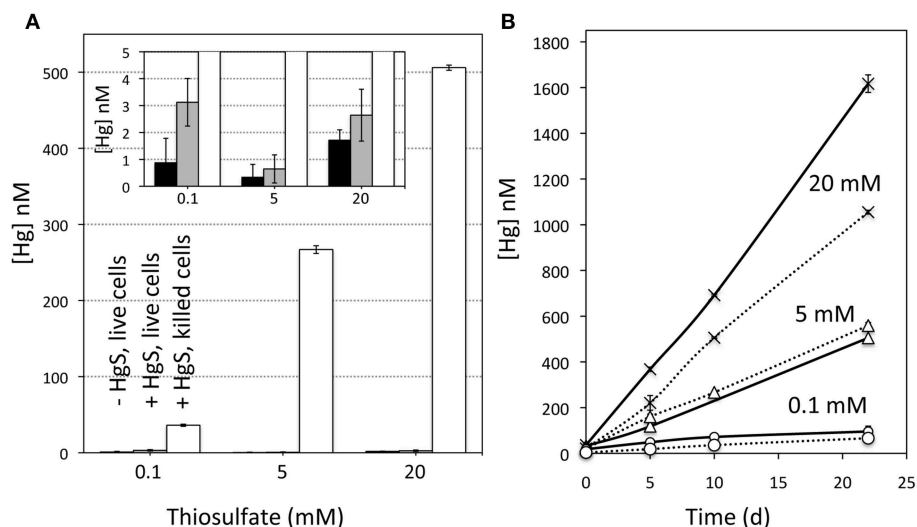 A
[Hg] nM
500
400
300
200
100
0
[Hg] nM
5
4
3
2
1
0
0.1
5
20
- HgS, live cells
+ HgS, live cells
+ HgS, killed cells
0.1
5
20
Thiosulfate (mM)
B
[Hg] nM
1800
1600
1400
1200
1000
800
600
400
200
0
20 mM
5 mM
0.1 mM
0
5
10
15
20
25
Time (d)